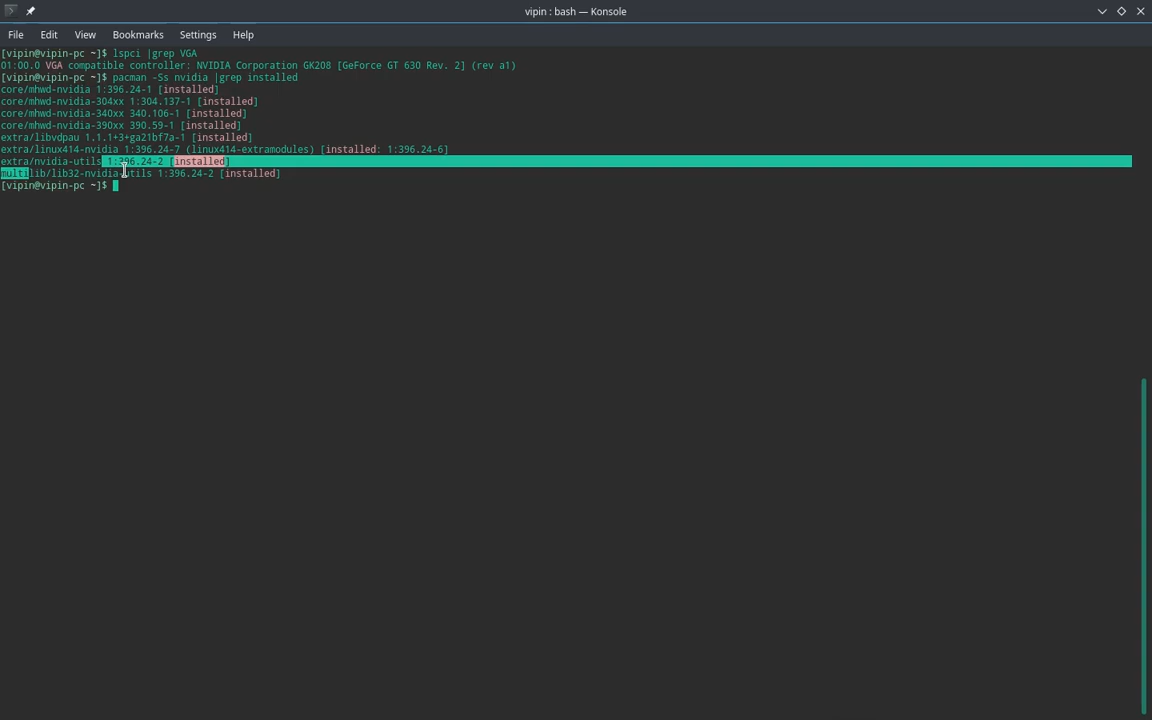 vipin : bash — Konsole
File Edit View Bookmarks Settings Help
[vipin@vipin-pc ~]$ lspci |grep VGA
01:00.0 VGA compatible controller: NVIDIA Corporation GK208 [GeForce GT 630 Rev. 2] (rev a1)
[vipin@vipin-pc ~]$ pacman -Ss nvidia |grep installed
core/mhwd-nvidia 1:396.24-1 [installed]
core/mhwd-nvidia-304xx 1:304.137-1 [installed]
core/mhwd-nvidia-340xx 340.106-1 [installed]
core/mhwd-nvidia-390xx 390.59-1 [installed]
extra/libvdpau 1.1.1+3+ga21bf7a-1 [installed]
extra/linux414-nvidia 1:396.24-7 (linux414-extramodules) [installed: 1:396.24-6]
extra/nvidia-utils 1:396.24-2 [installed]
multilib/lib32-nvidia-utils 1:396.24-2 [installed]
[vipin@vipin-pc ~]$